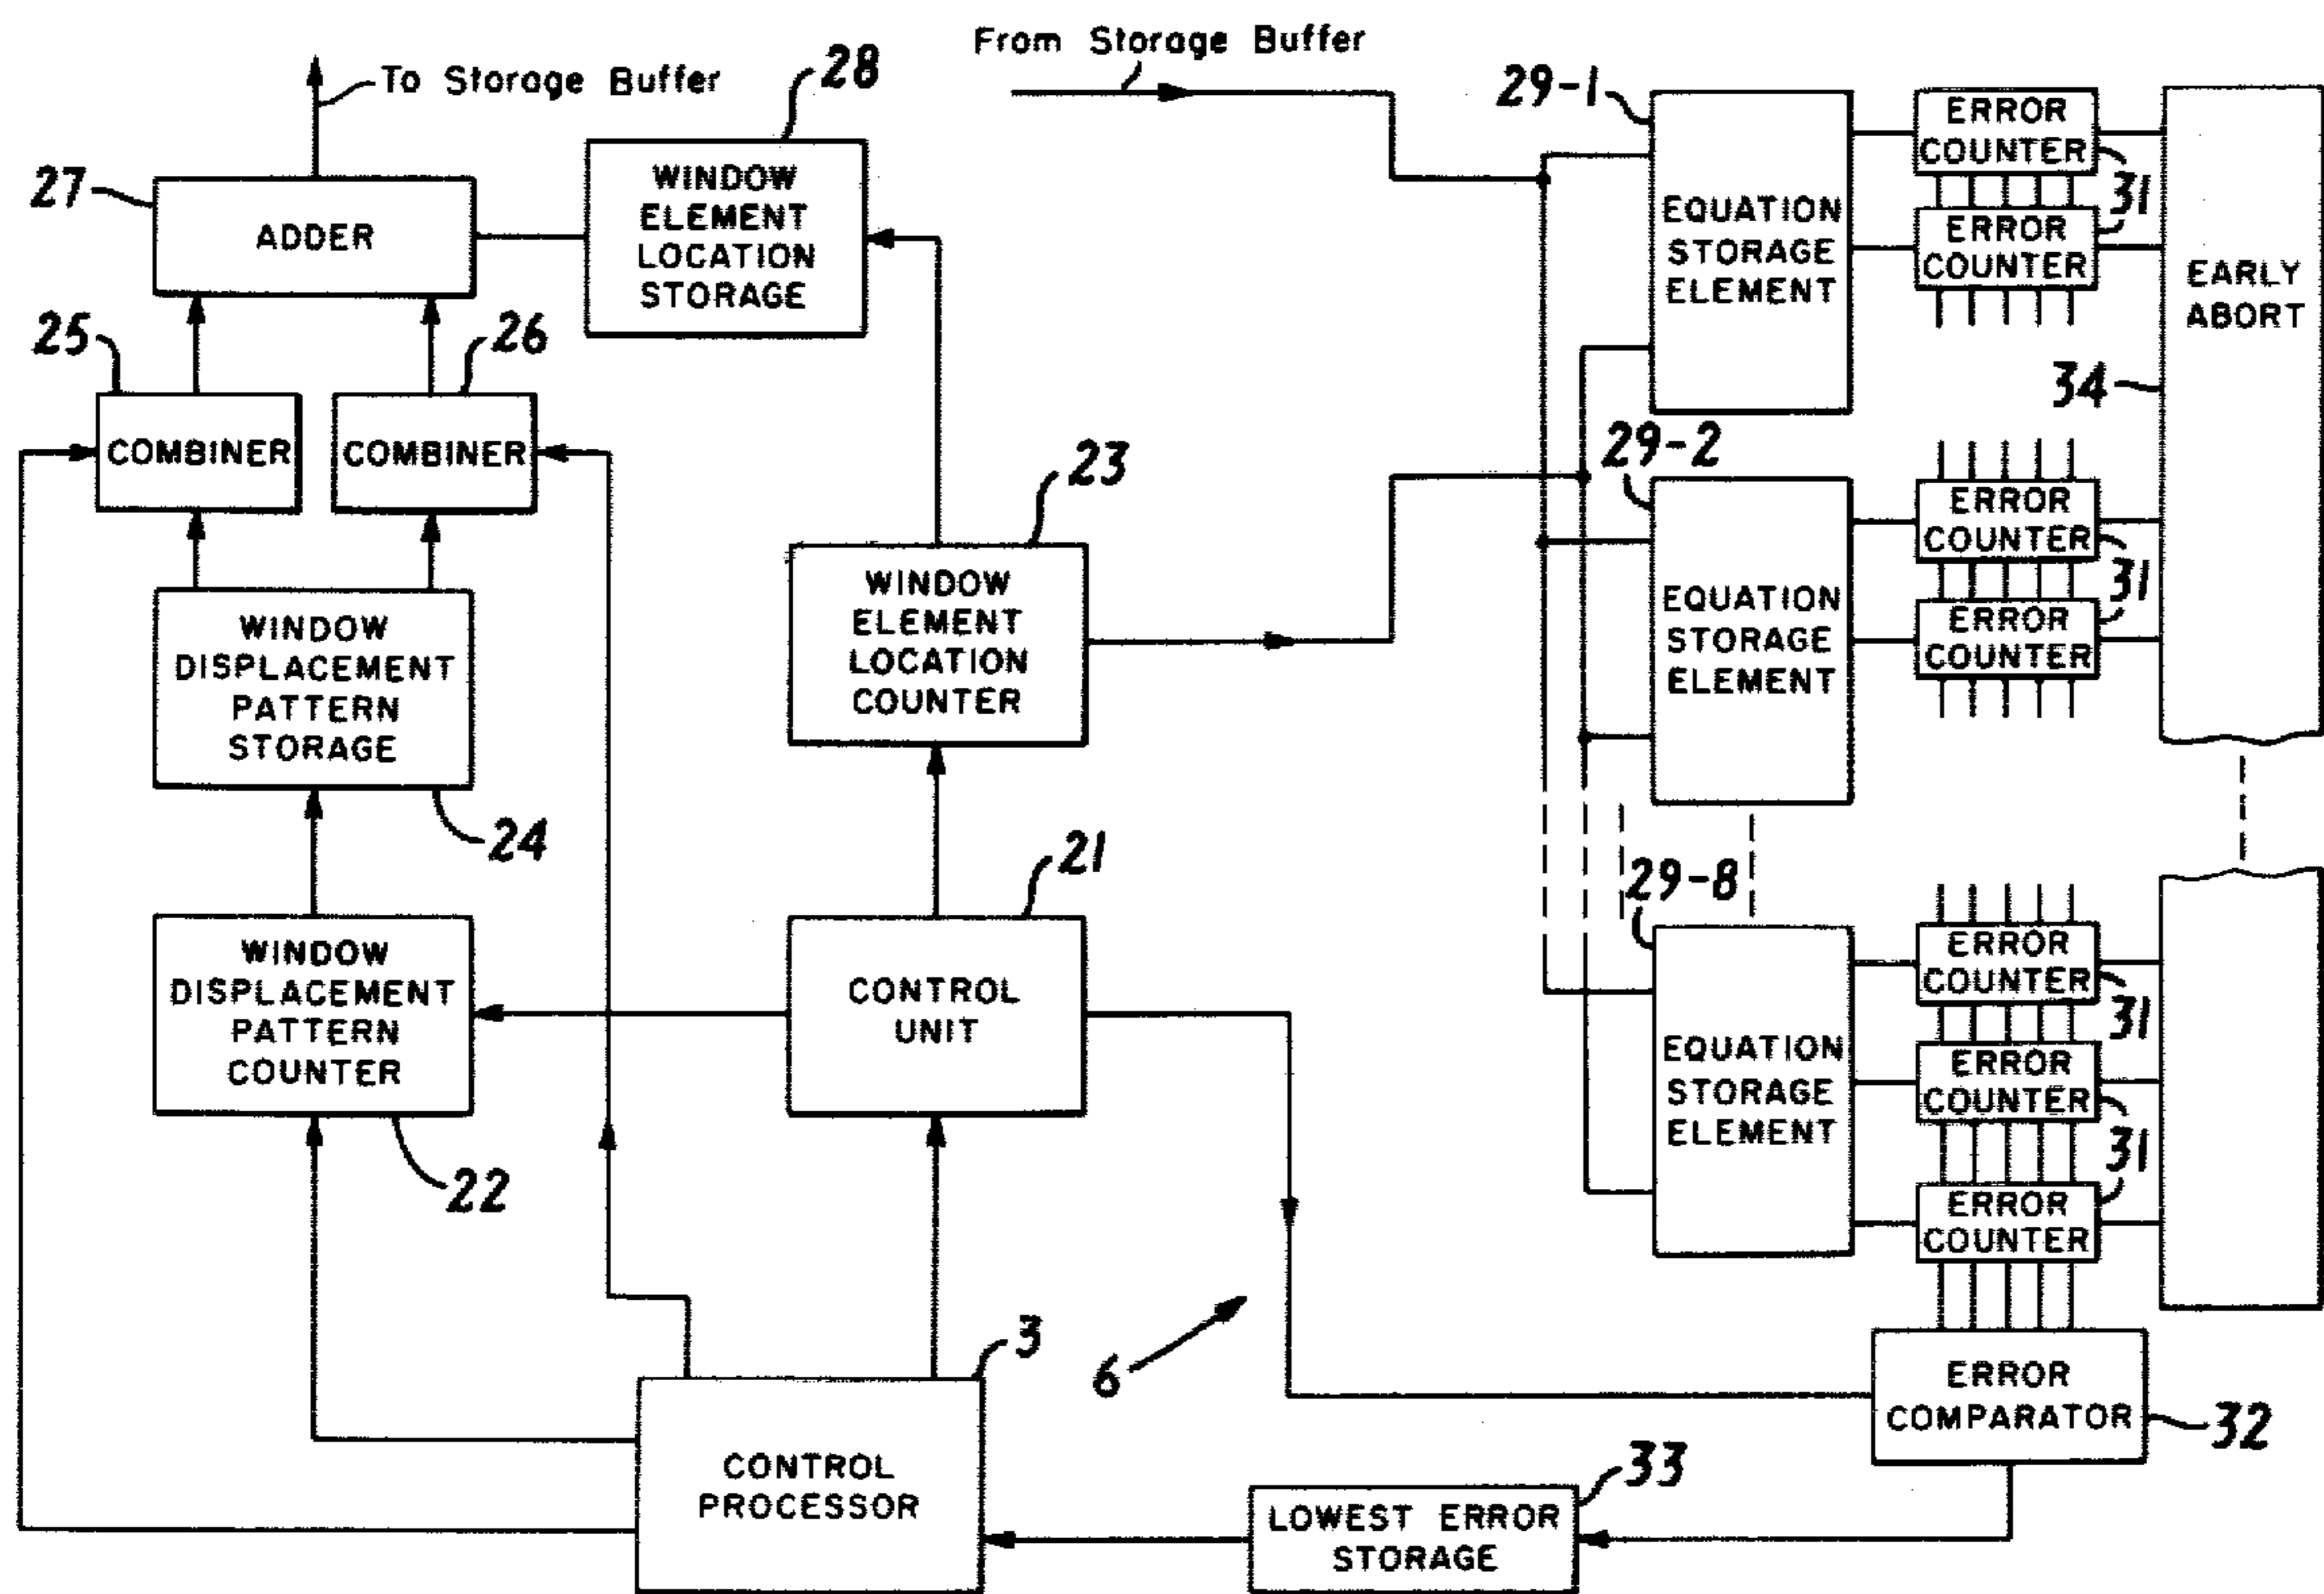 From Storage Buffer
To Storage Buffer
28
29-1
27
ADDER
WINDOW
ELEMENT
LOCATION
STORAGE
EQUATION
STORAGE
ELEMENT
ERROR
COUNTER
31
ERROR
COUNTER
31
EARLY
ABORT
34
25
COMBINER
26
COMBINER
23
WINDOW
ELEMENT
LOCATION
COUNTER
29-2
EQUATION
STORAGE
ELEMENT
ERROR
COUNTER
31
ERROR
COUNTER
31
WINDOW
DISPLACEMENT
PATTERN
STORAGE
24
21
CONTROL
UNIT
29-8
EQUATION
STORAGE
ELEMENT
ERROR
COUNTER
31
ERROR
COUNTER
31
ERROR
COUNTER
WINDOW
DISPLACEMENT
PATTERN
COUNTER
22
6
3
CONTROL
PROCESSOR
33
LOWEST ERROR
STORAGE
ERROR
COMPARATOR
32